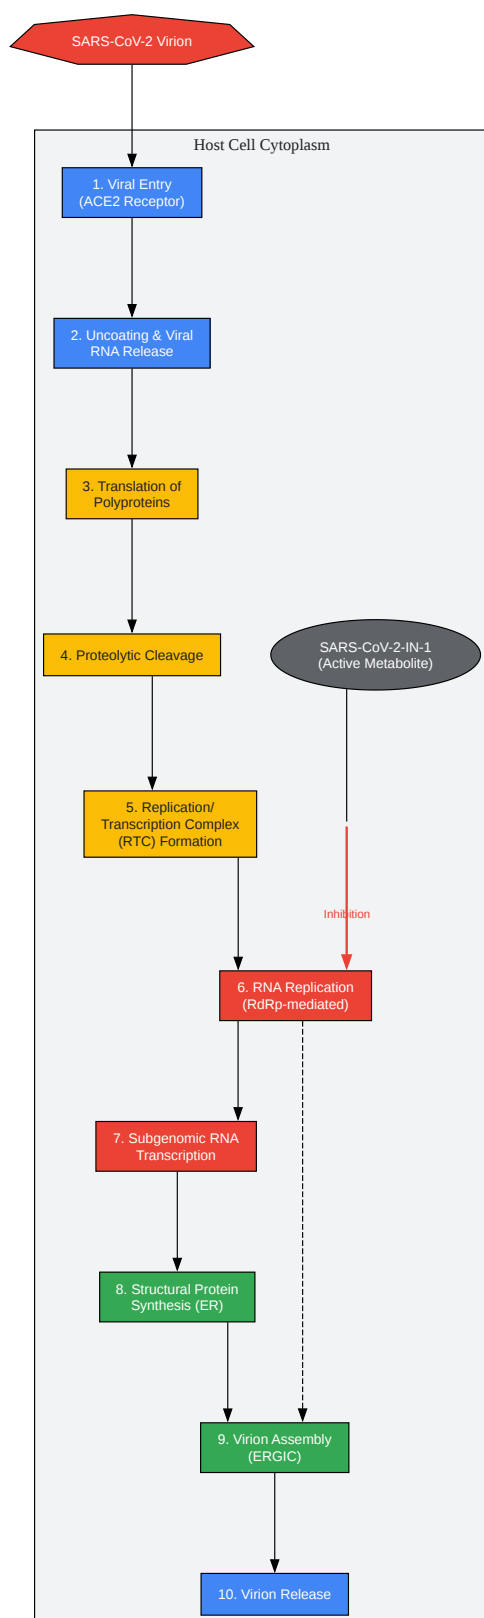 SARS-CoV-2 Virion
Host Cell Cytoplasm
1. Viral Entry
(ACE2 Receptor)
2. Uncoating & Viral
RNA Release
3. Translation of
Polyproteins
4. Proteolytic Cleavage
SARS-CoV-2-IN-1
(Active Metabolite)
5. Replication/
Transcription Complex
(RTC) Formation
Inhibition
6. RNA Replication
(RdRp-mediated)
7. Subgenomic RNA
Transcription
8. Structural Protein
Synthesis (ER)
9. Virion Assembly
(ERGIC)
10. Virion Release